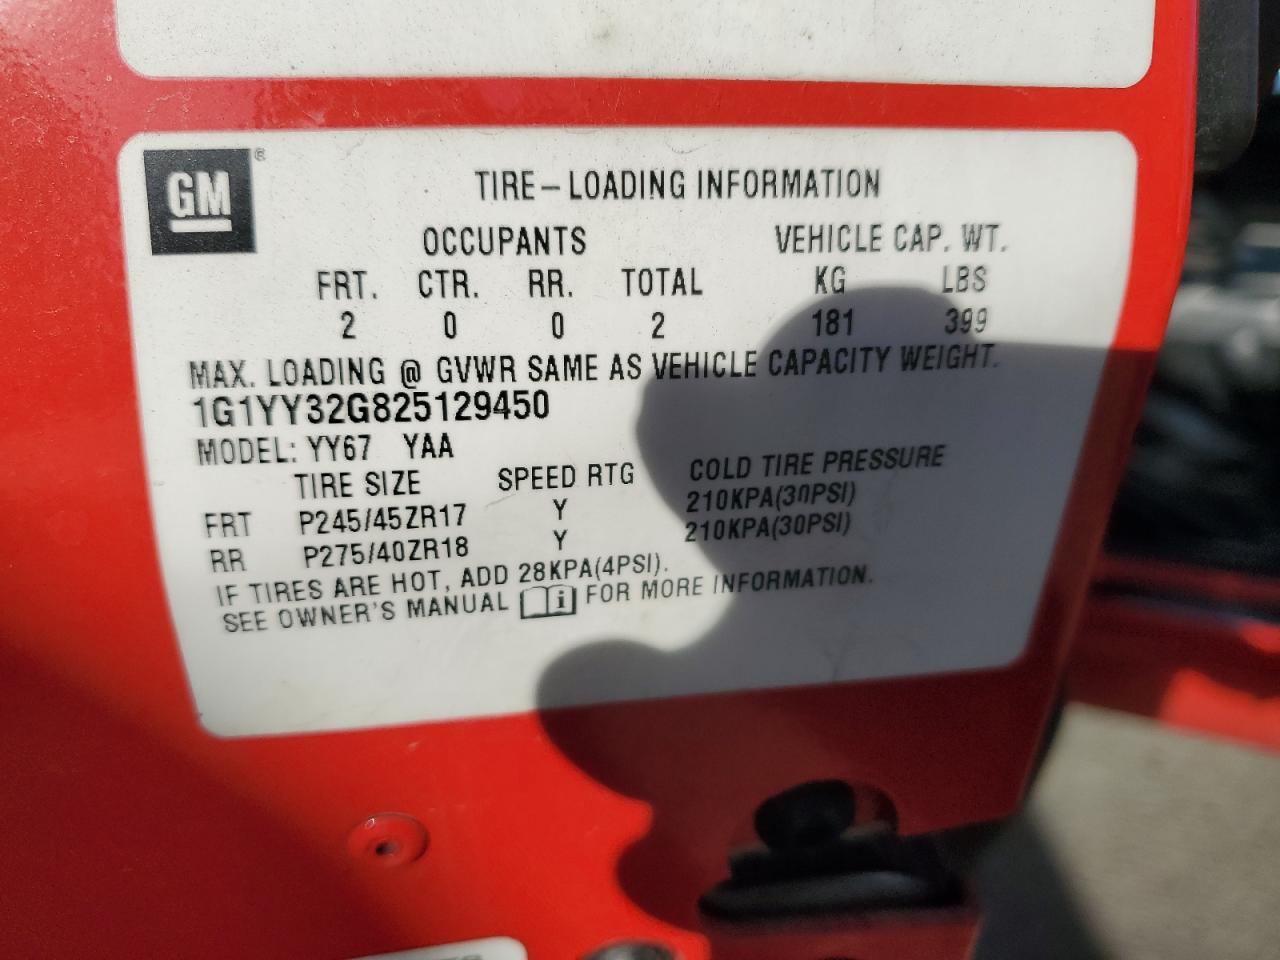 GM®
TIRE-LOADING INFORMATION
OCCUPANTS VEHICLE CAP. WT.
FRT. CTR. RR. TOTAL KG LBS
2 0 0 2 181 399
MAX. LOADING @ GVWR SAME AS VEHICLE CAPACITY WEIGHT.
1G1YY32G825129450
MODEL: YY67 YAA
TIRE SIZE SPEED RTG COLD TIRE PRESSURE
FRT P245/45ZR17 Y 210KPA(30PSI)
RR P275/40ZR18 Y 210KPA(30PSI)
IF TIRES ARE HOT, ADD 28KPA(4PSI).
SEE OWNER'S MANUAL i FOR MORE INFORMATION.